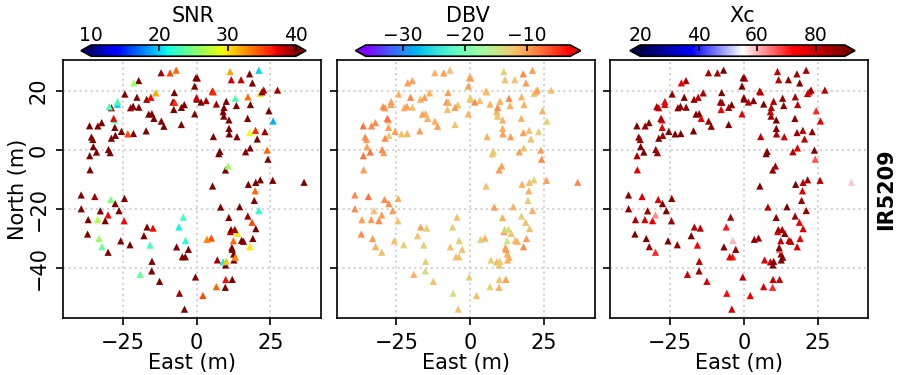 SNR
DBV
Xc
10 20 30 40
−30 −20 −10
20 40 60 80
North (m)
20
0
−20
−40
−25 0 25
−25 0 25
−25 0 25
East (m)
East (m)
East (m)
IR5209